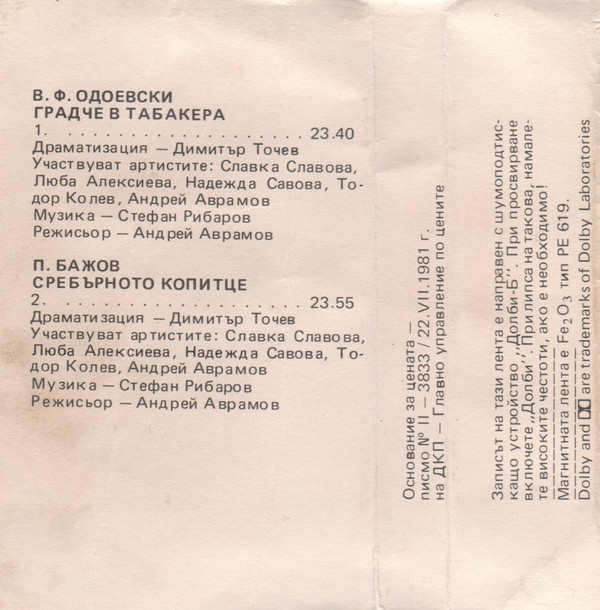 В. Ф. ОДОЕВСКИ
ГРАДЧЕ В ТАБАКЕРА
1. . . . . . . . . . . . . . . . . . . . 23.40
Драматизация — Димитър Точев
Участвуват артистите: Славка Славова,
Люба Алексиева, Надежда Савова, То-
дор Колев, Андрей Аврамов
Музика — Стефан Рибаров
Режисьор — Андрей Аврамов
П. БАЖОВ
СРЕБЪРНОТО КОПИТЦЕ
2. . . . . . . . . . . . . . . . . . . . 23.55
Драматизация — Димитър Точев
Участвуват артистите: Славка Славова,
Люба Алексиева, Надежда Савова, То-
дор Колев, Андрей Аврамов
Музика — Стефан Рибаров
Режисьор — Андрей Аврамов
Основание за цената —
писмо № II — 3833 / 22.VII.1981 г.
на ДКП — Главно управление по цените
Записът на тази лента е направен с шумоподтис-
кащо устройство „Долби-Б". При просвирване
включете „Долби". При липса на такова, намале-
те високите честоти, ако е необходимо!
Магнитната лента е Fe₂O₃ тип PE 619.
Dolby and are trademarks of Dolby Laboratories